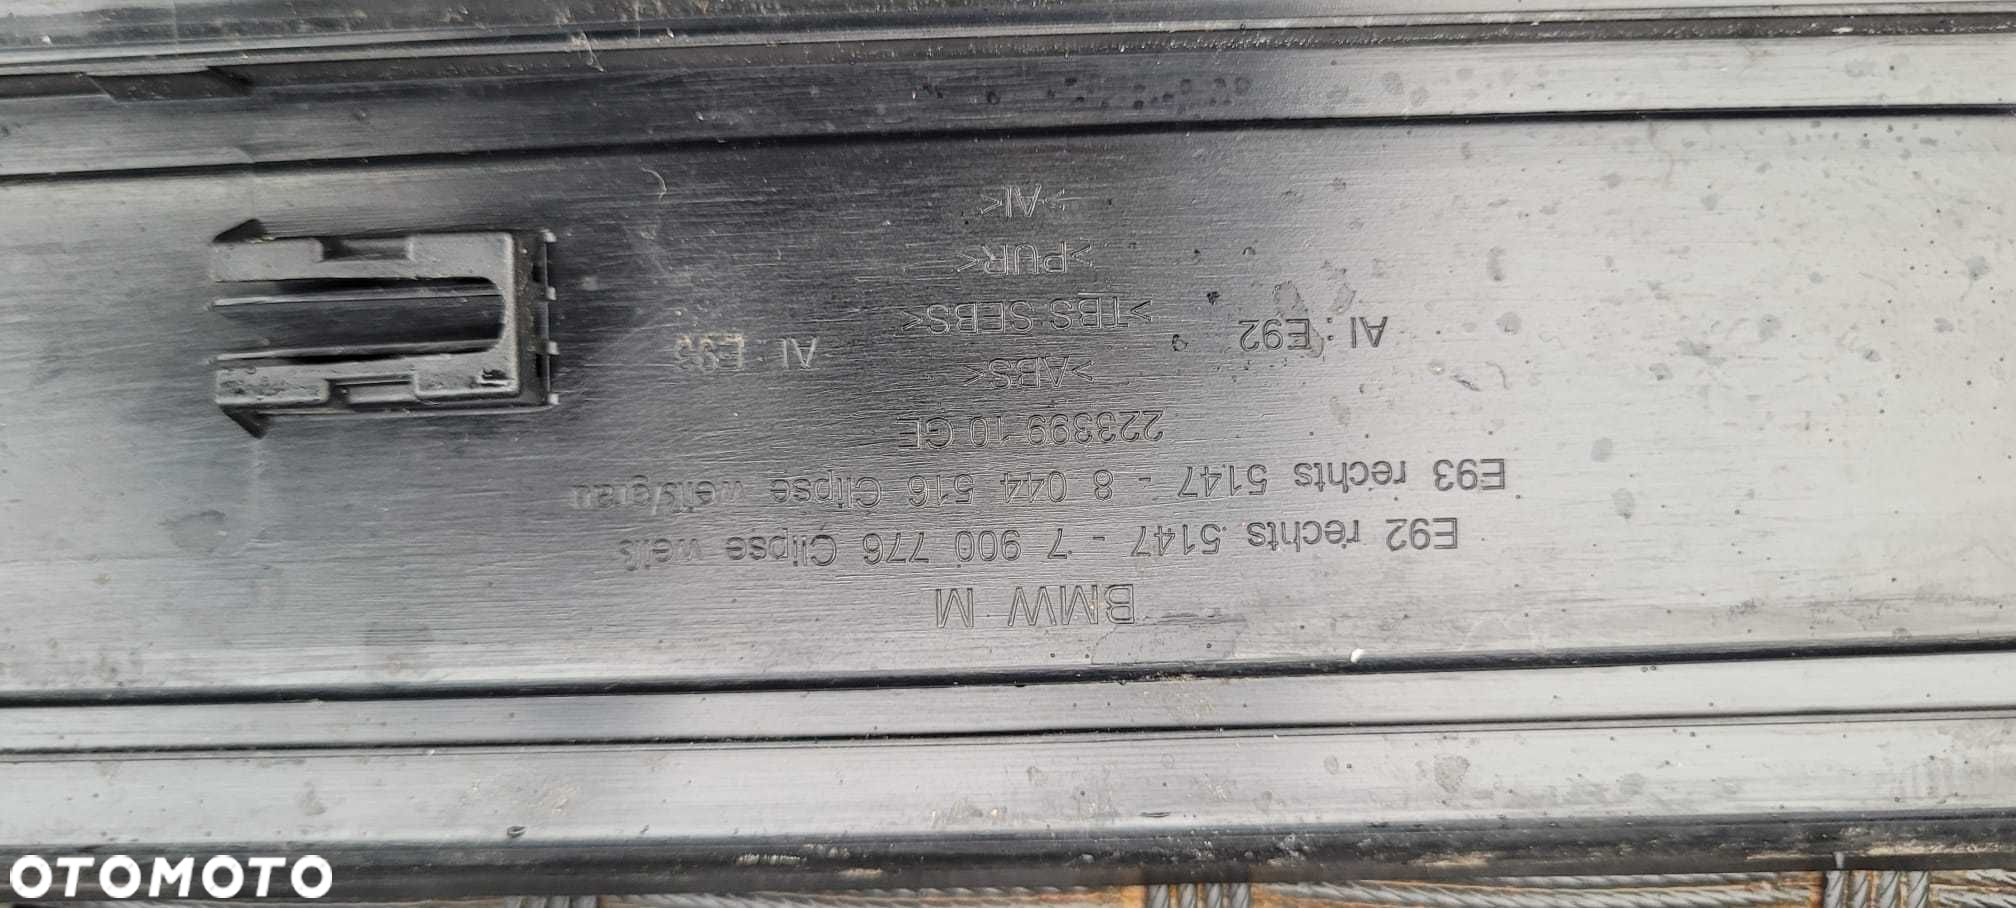 BMW M
E92 rechts 5147 - 7 900 776 Clipse weiß
E93 rechts 5147 - 8 044 516 Clipse weiß/grau
223399 10 GE
>ABS<
AI : E92
AI : E93
>TBS SEBS<
>PUR<
>AI<
OTOMOTO